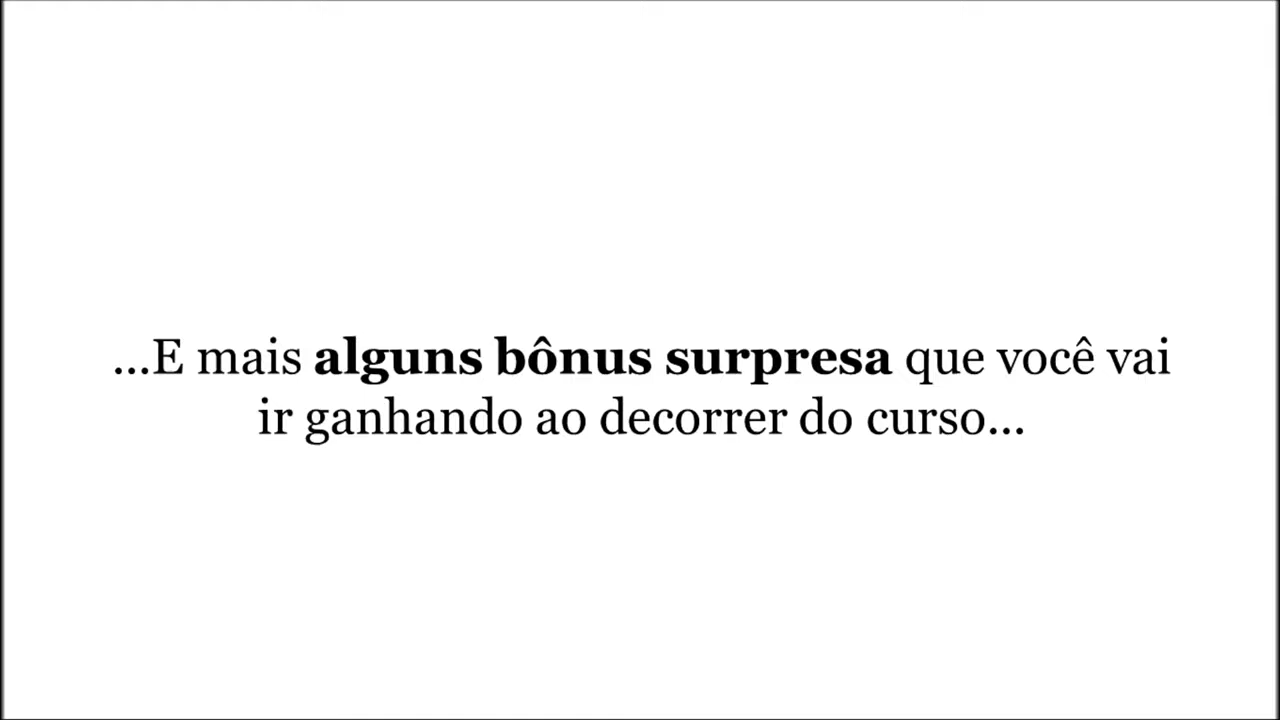 ...E mais alguns bônus surpresa que você vai
ir ganhando ao decorrer do curso...